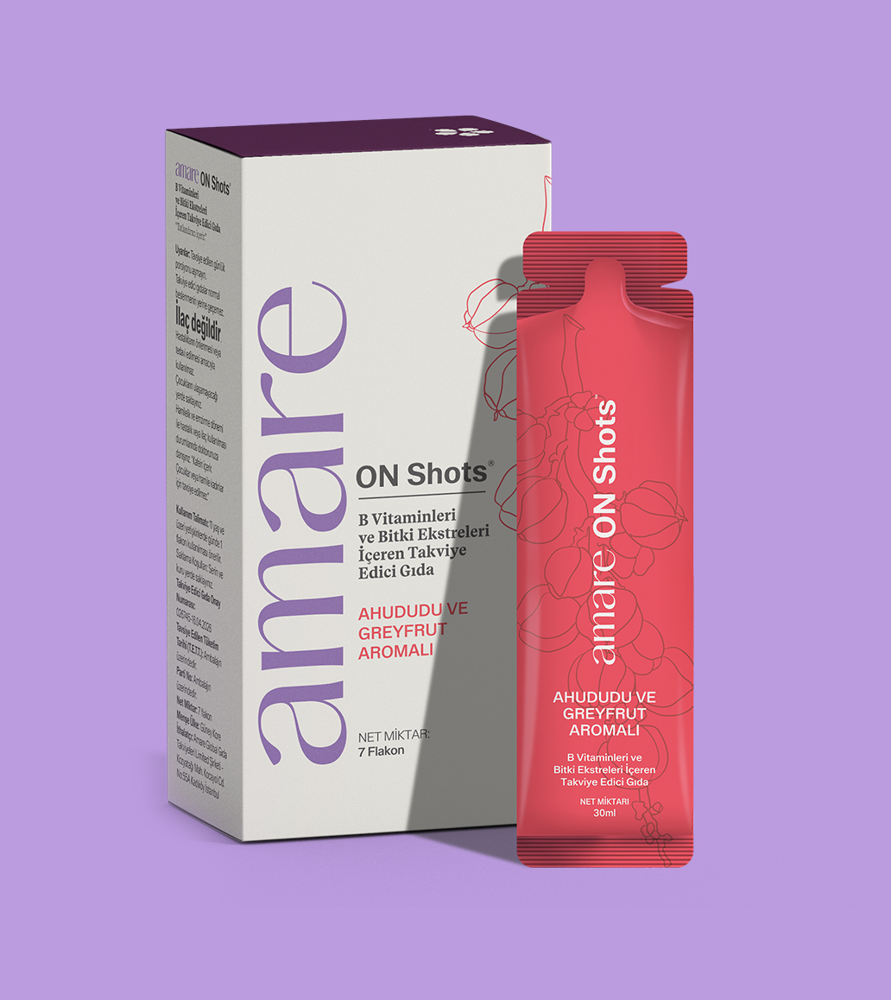 amare ON Shots®
B Vitaminleri
ve Bitki Ekstreleri
İçeren Takviye Edici Gıda
"Tatlandırıcı içerir."
Uyarılar: Tavsiye edilen günlük
porsiyonu aşmayın.
Takviye edici gıdalar normal
beslenmenin yerine geçemez.
İlaç değildir
Hastalıkların önlenmesi veya
tedavi edilmesi amacıyla
kullanılmaz.
Çocukların ulaşamayacağı
yerde saklayınız.
Hamilelik ve emzirme dönemi
ile hastalık veya ilaç kullanılması
durumlarında doktorunuza
danışınız. "Kafein içerir.
Çocuklar veya hamile kadınlar
için tavsiye edilmez."
Kullanım Talimatı: 11 yaş ve
üzeri yetişkinlerde günde 1
flakon kullanılması önerilir.
Saklama Koşulları: Serin ve
Kuru yerde saklayınız.
Takviye Edici Gıda Onay
Numarası:
026745-16.04.2026
Tavsiye Edilen Tüketim
Tarihi (T.E.T.T.): Ambalajın
üzerindedir.
Parti No: Ambalajın
üzerindedir.
Net Miktar: 7 flakon
Menşe Ülke: Güney Kore
İthalatçı: Amare Global Gıda
Takviyeleri Limited Şirketi -
Kozyatağı Mah. Kocayol Cd.
No:55A Kadıköy İstanbul
amare
ON Shots®
B Vitaminleri
ve Bitki Ekstreleri
İçeren Takviye
Edici Gıda
AHUDUDU VE
GREYFRUT
AROMALI
NET MİKTAR:
7 Flakon
amare ON Shots™
AHUDUDU VE
GREYFRUT
AROMALI
B Vitaminleri ve
Bitki Ekstreleri İçeren
Takviye Edici Gıda
NET MİKTARI
30ml